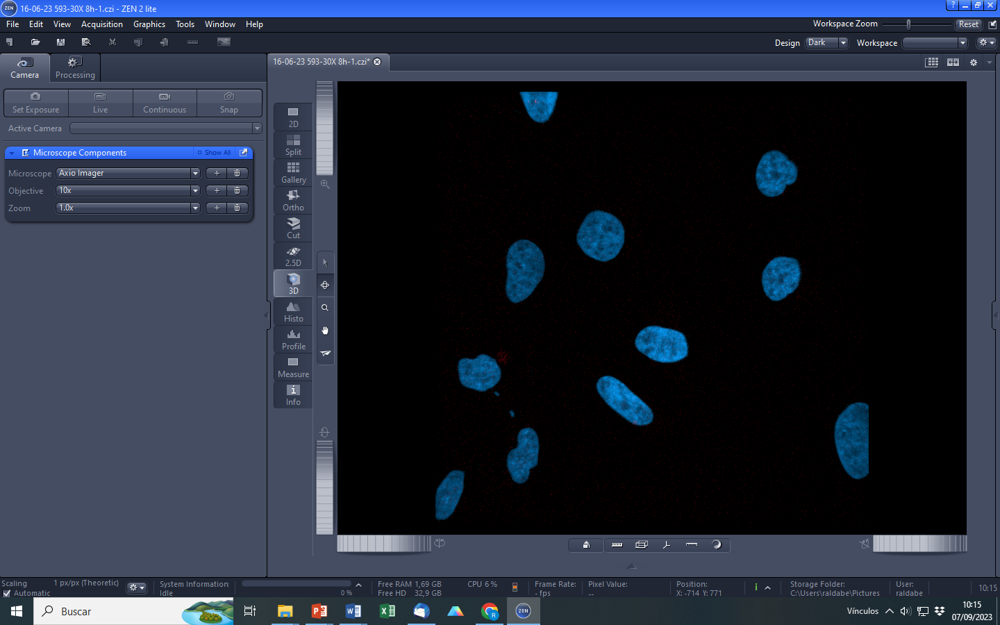 ZEN 16-06-23 593-30X 8h-1.czi - ZEN 2 lite
File Edit View Acquisition Graphics Tools Window Help
Workspace Zoom Reset
Design Dark Workspace
Camera Processing
16-06-23 593-30X 8h-1.czi*
Set Exposure Live Continuous Snap
Active Camera
Microscope Components Show All
Microscope Axio Imager
Objective 10x
Zoom 1.0x
2D
Split
Gallery
Ortho
Cut
2.5D
3D
Histo
Profile
Measure
Info
Scaling 1 px/px (Theoretic)
Automatic
System Information:
Idle
0 %
Free RAM 1,69 GB
Free HD 32,9 GB
CPU 6 %
Frame Rate:
- fps
Pixel Value:
--
Position:
X: -714 Y: 771
Storage Folder:
C:\Users\raldabe\Pictures
User:
raldabe
10:15
Buscar
ZEN
Vínculos
10:15
07/09/2023